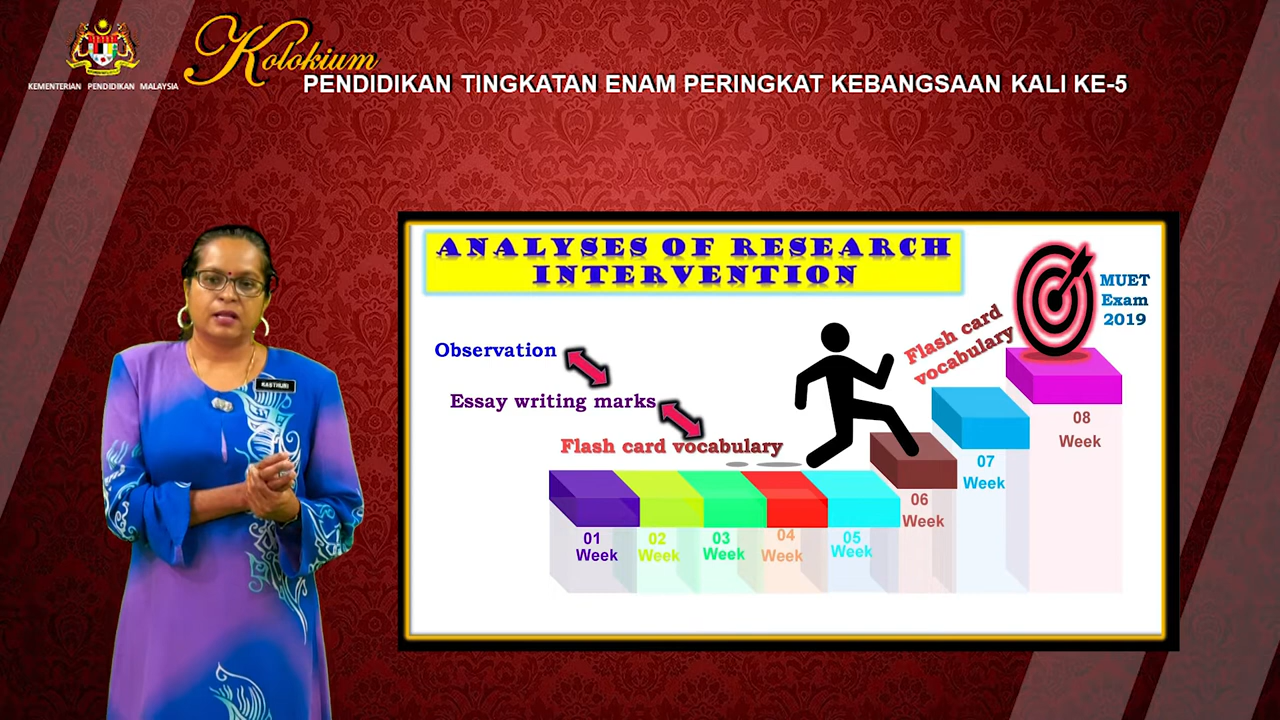 Kolokium
KEMENTERIAN PENDIDIKAN MALAYSIA
PENDIDIKAN TINGKATAN ENAM PERINGKAT KEBANGSAAN KALI KE-5
ANALYSES OF RESEARCH
INTERVENTION
MUET
Exam
2019
Flash card
vocabulary
Observation
Essay writing marks
Flash card vocabulary
01
Week
02
Week
03
Week
04
Week
05
Week
06
Week
07
Week
08
Week
KASTHURI